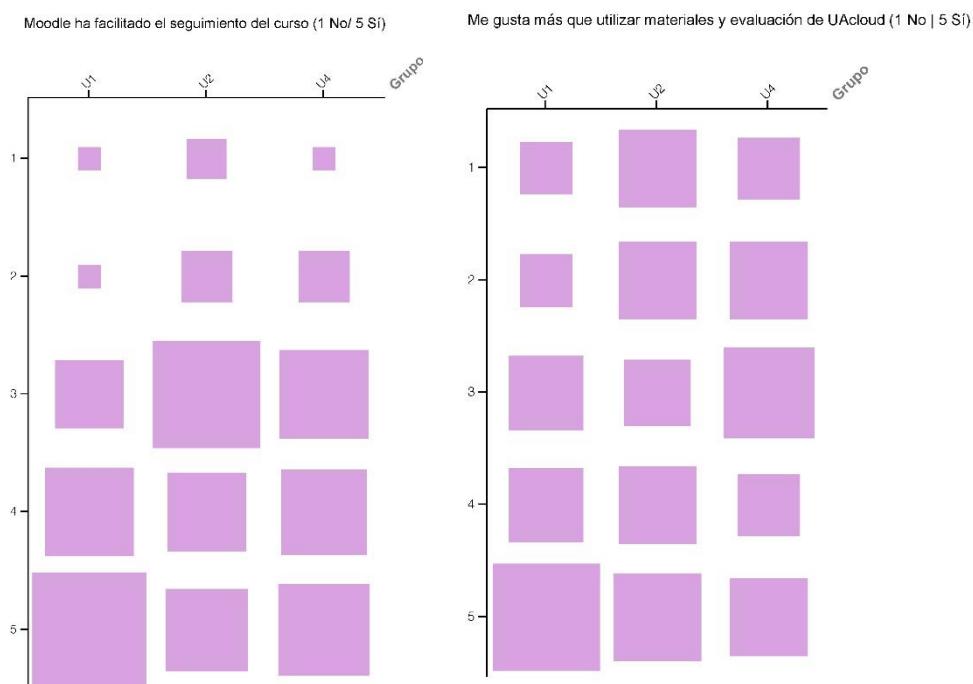 Moodle ha facilitado el seguimiento del curso (1 No/ 5 Sí)
U1 U2 U4 Grupo
1
2
3
4
5
Me gusta más que utilizar materiales y evaluación de UAcloud (1 No | 5 Sí)
U1 U2 U4 Grupo
1
2
3
4
5